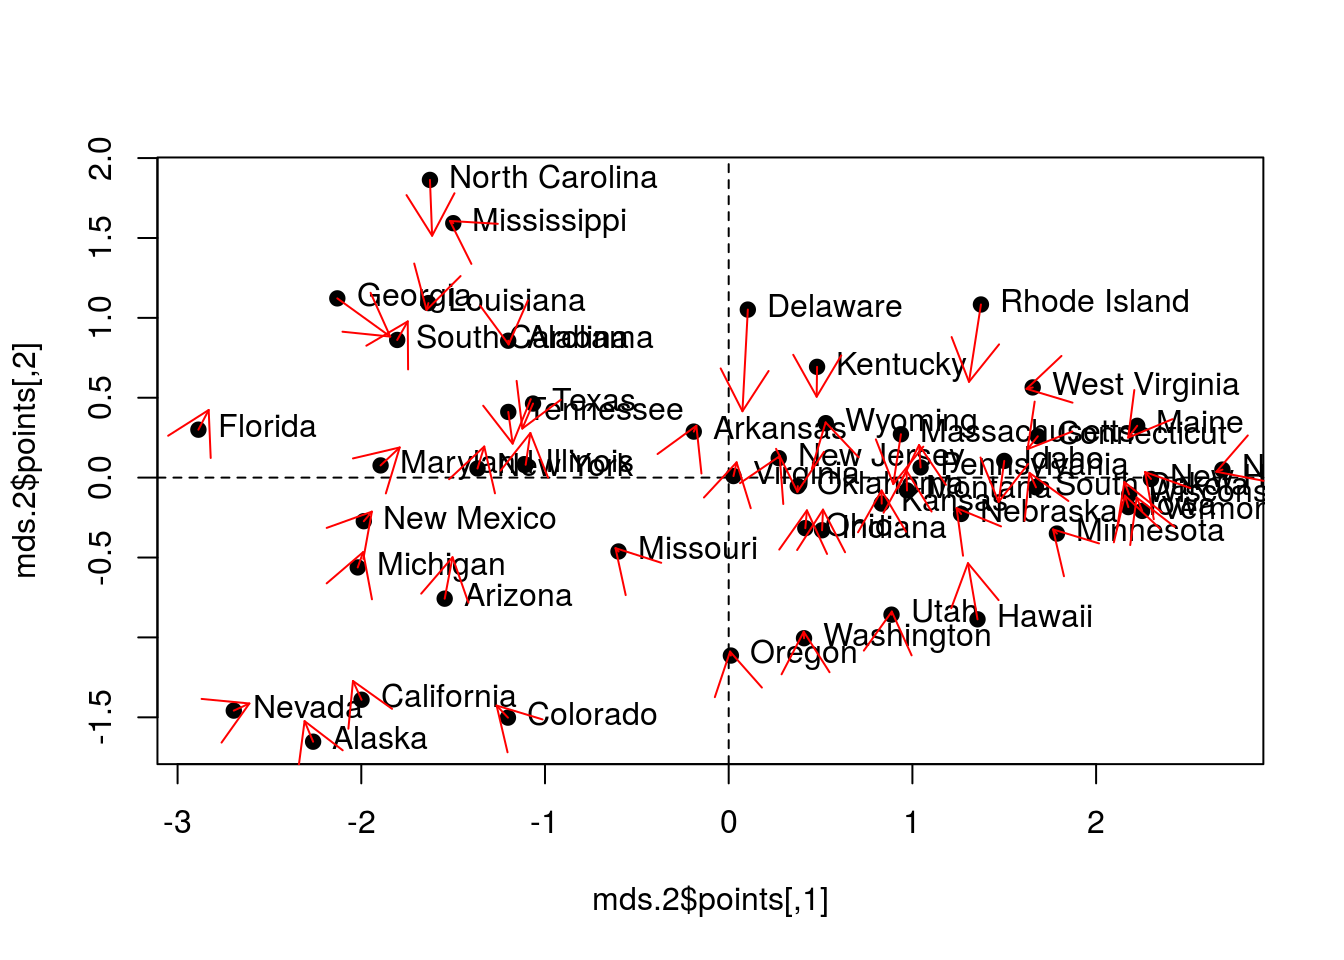 North Carolina
Mississippi
Georgia
Louisiana
South Carolina
Alabama
Delaware
Rhode Island
Kentucky
West Virginia
Texas
Tennessee
Florida
Arkansas
Wyoming
Massachusetts
Connecticut
Maine
Maryland
New York
Illinois
Virginia
New Jersey
Oklahoma
Pennsylvania
Idaho
Montana
Kansas
South Dakota
Iowa
N
New Mexico
Ohio
Indiana
Nebraska
Vermon
Minnesota
Missouri
Michigan
Arizona
Utah
Hawaii
Washington
Oregon
Nevada
California
Alaska
Colorado
2.0
1.5
1.0
0.5
0.0
-0.5
-1.5
-3
-2
-1
0
1
2
mds.2$points[,1]
mds.2$points[,2]